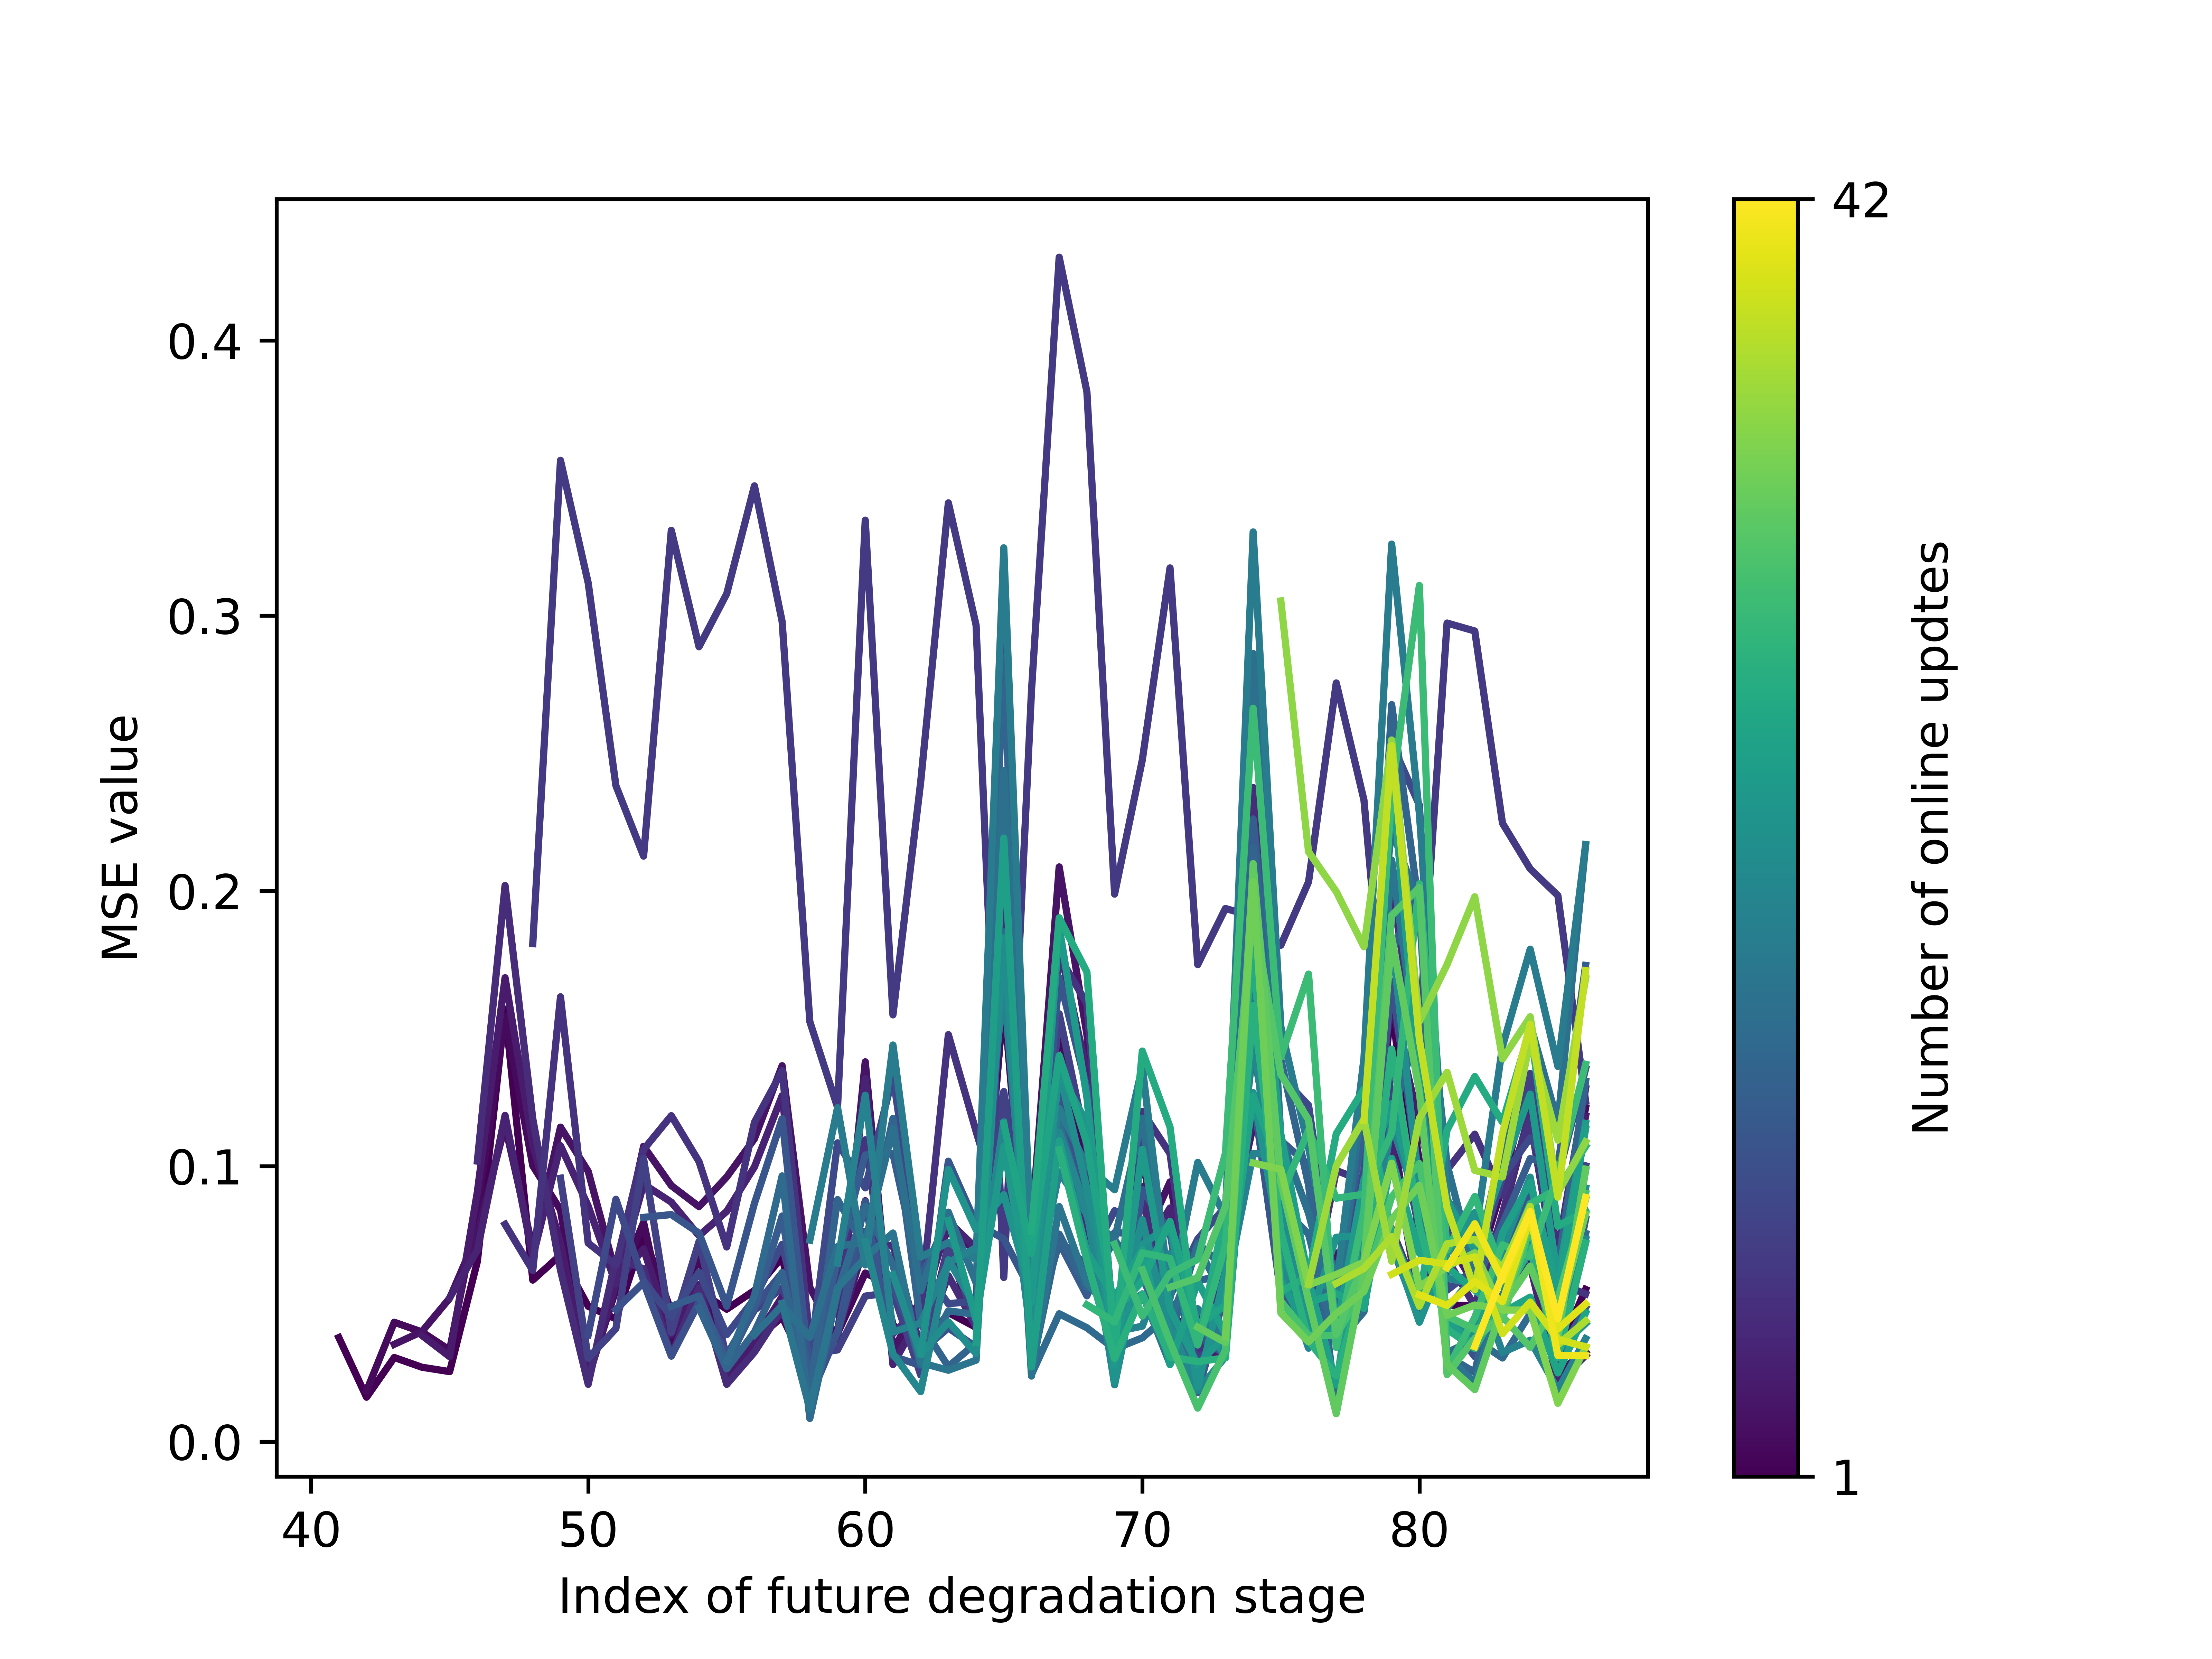 MSE value
0.4
0.3
0.2
0.1
0.0
40 50 60 70 80
Index of future degradation stage
42
1
Number of online updtes